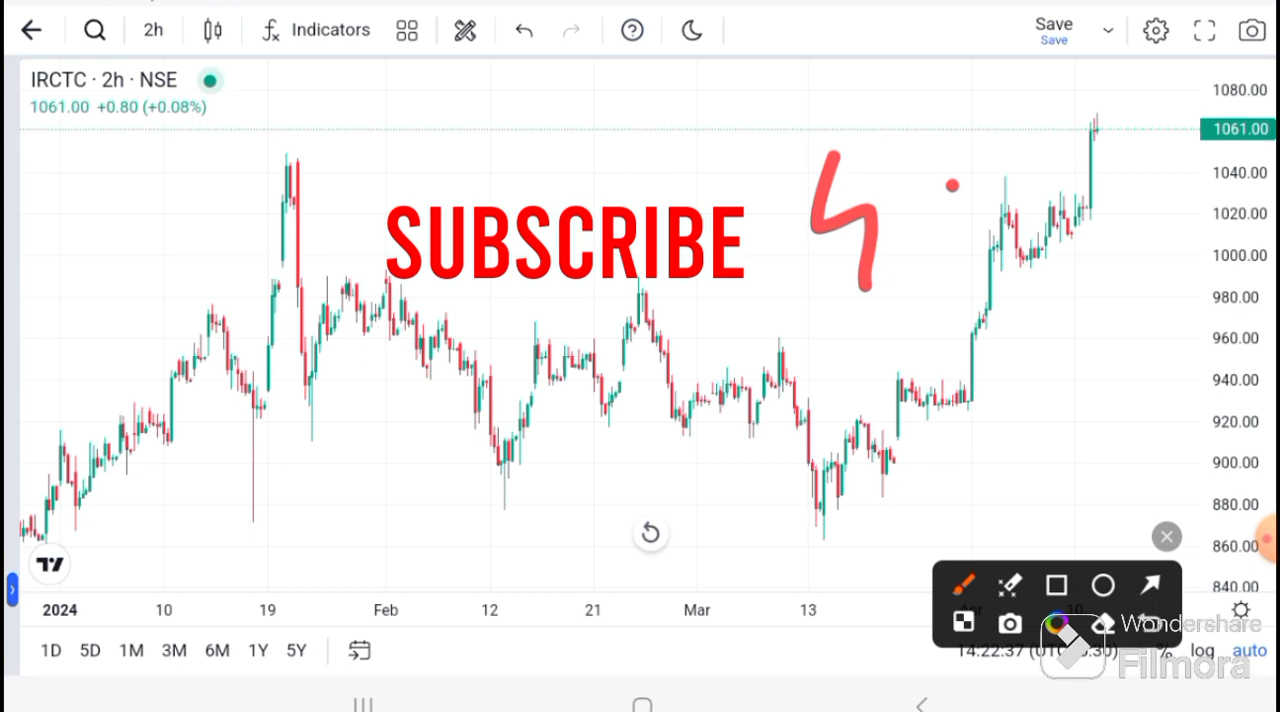 2h Indicators Save
Save
IRCTC · 2h · NSE
1061.00 +0.80 (+0.08%)
SUBSCRIBE
1080.00
1061.00
1040.00
1020.00
1000.00
980.00
960.00
940.00
920.00
900.00
880.00
860.00
840.00
2024 10 19 Feb 12 21 Mar 13
Wondershare
Filmora
1D 5D 1M 3M 6M 1Y 5Y
% log auto